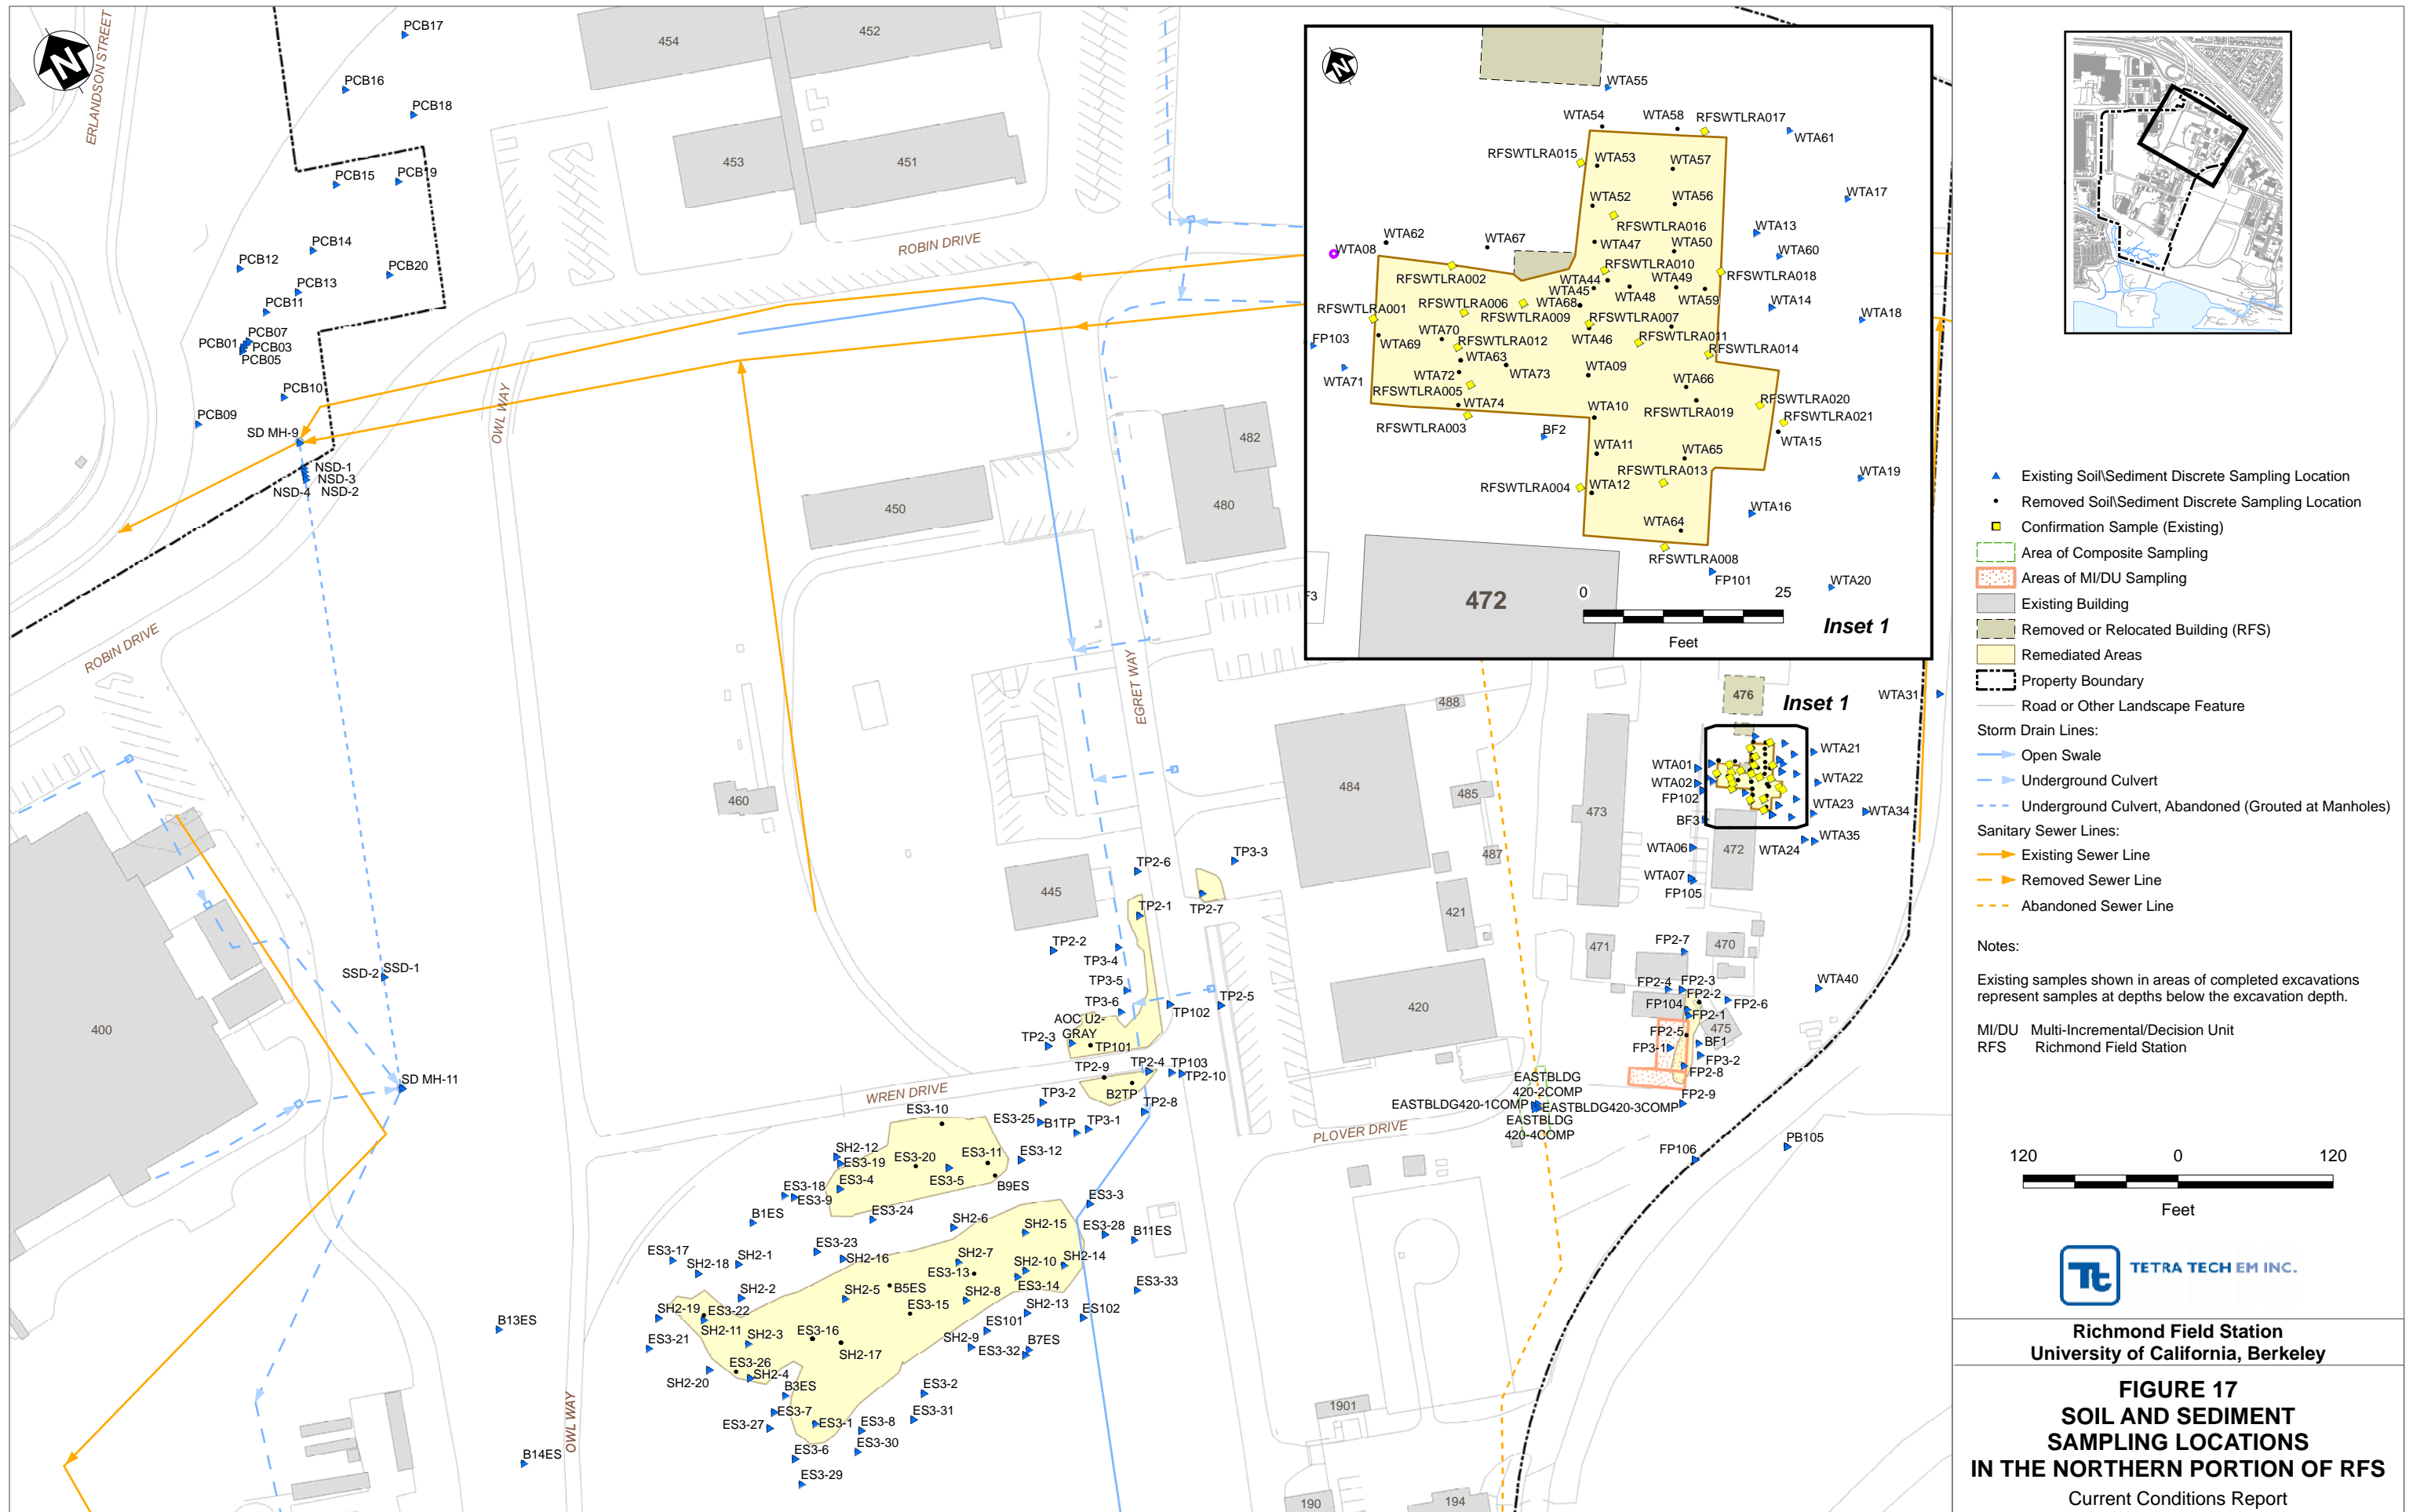 ERLANDSON STREET
N
PCB17
PCB16
PCB18
PCB15
PCB19
PCB14
PCB12
PCB20
PCB13
PCB11
PCB07
PCB01
PCB03
PCB05
PCB10
PCB09
SD MH-9
NSD-1
NSD-3
NSD-4
NSD-2
454
452
453
451
ROBIN DRIVE
OWL WAY
ROBIN DRIVE
450
482
480
EGRET WAY
460
445
400
SSD-2
SSD-1
SD MH-11
488
484
485
473
487
421
420
471
470
475
476
472
Inset 1
WTA31
WTA21
WTA01
WTA02
WTA22
FP102
WTA23
WTA34
BF3
WTA35
WTA06
WTA24
WTA07
FP105
TP3-3
TP2-6
TP2-7
TP2-1
TP2-2
TP3-4
TP3-5
TP3-6
TP2-5
TP102
AOC U2-
GRAY
TP2-3
TP101
TP2-4
TP103
TP2-9
TP2-10
B2TP
TP3-2
TP2-8
B1TP
TP3-1
FP2-7
FP2-4
FP2-3
FP2-2
FP104
FP2-6
FP2-1
FP2-5
FP3-1
BF1
FP3-2
FP2-8
FP2-9
WTA40
EASTBLDG
420-2COMP
EASTBLDG420-1COMP
EASTBLDG420-3COMP
EASTBLDG
420-4COMP
FP106
PB105
WREN DRIVE
PLOVER DRIVE
ES3-10
ES3-25
SH2-12
ES3-19
ES3-20
ES3-11
ES3-12
ES3-4
ES3-5
ES3-18
ES3-9
B9ES
B1ES
ES3-24
ES3-3
SH2-6
SH2-15
ES3-28
B11ES
ES3-17
ES3-23
SH2-18
SH2-1
SH2-16
SH2-7
SH2-10
SH2-14
ES3-13
ES3-14
SH2-2
SH2-5
B5ES
SH2-8
ES3-33
SH2-19
ES3-22
ES3-15
SH2-13
ES102
B13ES
SH2-11
SH2-3
ES3-16
ES101
ES3-21
SH2-17
SH2-9
B7ES
ES3-32
ES3-26
SH2-4
SH2-20
B3ES
ES3-2
ES3-7
ES3-31
ES3-27
ES3-1
ES3-8
ES3-30
ES3-6
B14ES
ES3-29
OWL WAY
1901
190
194
N
WTA55
WTA54
WTA58
RFSWTLRA017
WTA61
RFSWTLRA015
WTA53
WTA57
WTA17
WTA52
WTA56
RFSWTLRA016
WTA13
WTA62
WTA67
WTA47
WTA50
WTA60
WTA08
RFSWTLRA002
RFSWTLRA010
WTA44
WTA49
RFSWTLRA018
WTA45
WTA48
WTA59
RFSWTLRA001
RFSWTLRA006
WTA68
WTA14
RFSWTLRA009
RFSWTLRA007
WTA18
FP103
WTA70
WTA69
RFSWTLRA012
WTA46
RFSWTLRA011
RFSWTLRA014
WTA63
WTA71
WTA72
WTA73
WTA09
WTA66
RFSWTLRA005
WTA74
RFSWTLRA019
RFSWTLRA020
WTA10
RFSWTLRA021
RFSWTLRA003
BF2
WTA15
WTA11
WTA65
RFSWTLRA013
WTA19
RFSWTLRA004
WTA12
WTA16
WTA64
RFSWTLRA008
FP101
WTA20
F3
472
0 25
Feet
Inset 1
Existing Soil\Sediment Discrete Sampling Location
Removed Soil\Sediment Discrete Sampling Location
Confirmation Sample (Existing)
Area of Composite Sampling
Areas of MI/DU Sampling
Existing Building
Removed or Relocated Building (RFS)
Remediated Areas
Property Boundary
Road or Other Landscape Feature
Storm Drain Lines:
Open Swale
Underground Culvert
Underground Culvert, Abandoned (Grouted at Manholes)
Sanitary Sewer Lines:
Existing Sewer Line
Removed Sewer Line
Abandoned Sewer Line
Notes:
Existing samples shown in areas of completed excavations
represent samples at depths below the excavation depth.
MI/DU Multi-Incremental/Decision Unit
RFS Richmond Field Station
120 0 120
Feet
Tt TETRA TECH EM INC.
Richmond Field Station
University of California, Berkeley
FIGURE 17
SOIL AND SEDIMENT
SAMPLING LOCATIONS
IN THE NORTHERN PORTION OF RFS
Current Conditions Report